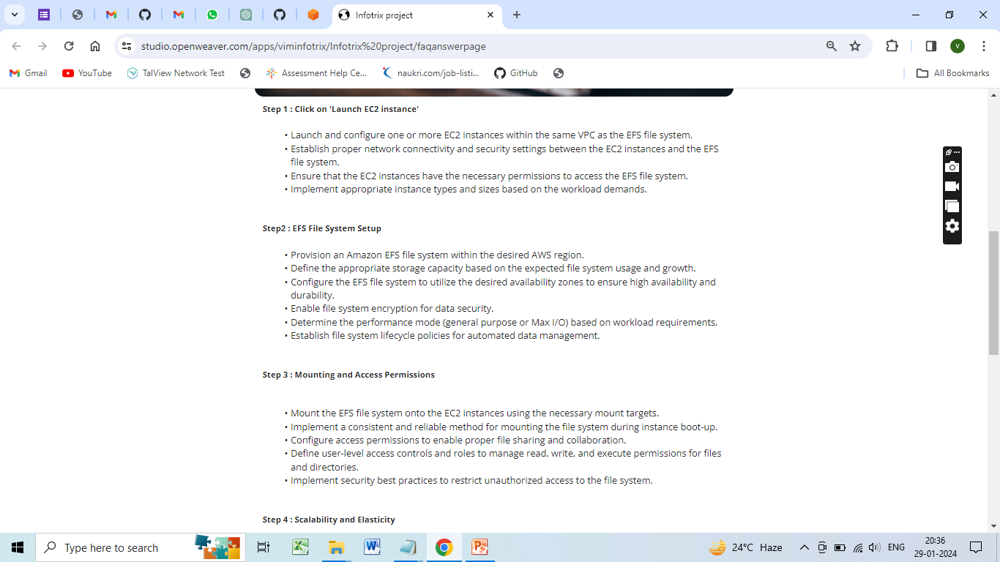 Infotrix project
studio.openweaver.com/apps/viminfotrix/Infotrix%20project/faqanswerpage
V
Gmail
YouTube
TalView Network Test
Assessment Help Ce...
naukri.com/job-listi...
GitHub
All Bookmarks
Step 1 : Click on 'Launch EC2 instance'
• Launch and configure one or more EC2 instances within the same VPC as the EFS file system.
• Establish proper network connectivity and security settings between the EC2 instances and the EFS
file system.
• Ensure that the EC2 instances have the necessary permissions to access the EFS file system.
• Implement appropriate instance types and sizes based on the workload demands.
Step2 : EFS File System Setup
• Provision an Amazon EFS file system within the desired AWS region.
• Define the appropriate storage capacity based on the expected file system usage and growth.
• Configure the EFS file system to utilize the desired availability zones to ensure high availability and
durability.
• Enable file system encryption for data security.
• Determine the performance mode (general purpose or Max I/O) based on workload requirements.
• Establish file system lifecycle policies for automated data management.
Step 3 : Mounting and Access Permissions
• Mount the EFS file system onto the EC2 instances using the necessary mount targets.
• Implement a consistent and reliable method for mounting the file system during instance boot-up.
• Configure access permissions to enable proper file sharing and collaboration.
• Define user-level access controls and roles to manage read, write, and execute permissions for files
and directories.
• Implement security best practices to restrict unauthorized access to the file system.
Step 4 : Scalability and Elasticity
Type here to search
24°C Haze
ENG
20:36
29-01-2024